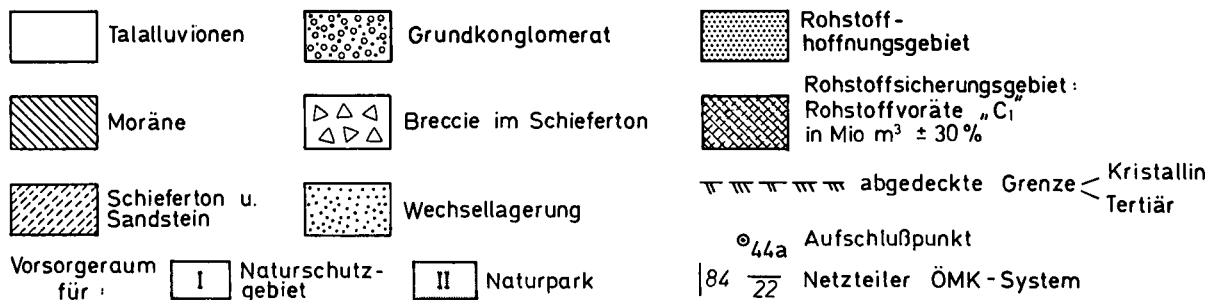 Talalluvionen
Moräne
Schieferton u.
Sandstein
Grundkonglomerat
Breccie im Schieferton
Wechsellagerung
Rohstoff-
hoffnungsgebiet
Rohstoffsicherungsgebiet:
Rohstoffvoräte „C₁"
in Mio m³ ± 30%
abgedeckte Grenze
Kristallin
Tertiär
44a Aufschlußpunkt
84 22 Netzteiler ÖMK-System
Vorsorgeraum
für:
I Naturschutz-
gebiet
II Naturpark